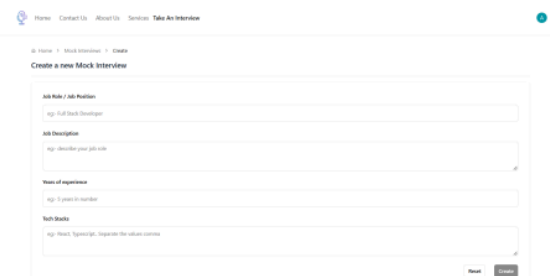 Home Contact Us About Us Services Take An Interview
A
Home > Mock Interviews > Create
Create a new Mock Interview
Job Role / Job Position
eg:- Full Stack Developer
Job Description
eg:- describe your job role
Years of experience
eg:- 5 years in number
Tech Stacks
eg:- React, Typescript. Separate the values comma
Reset Create